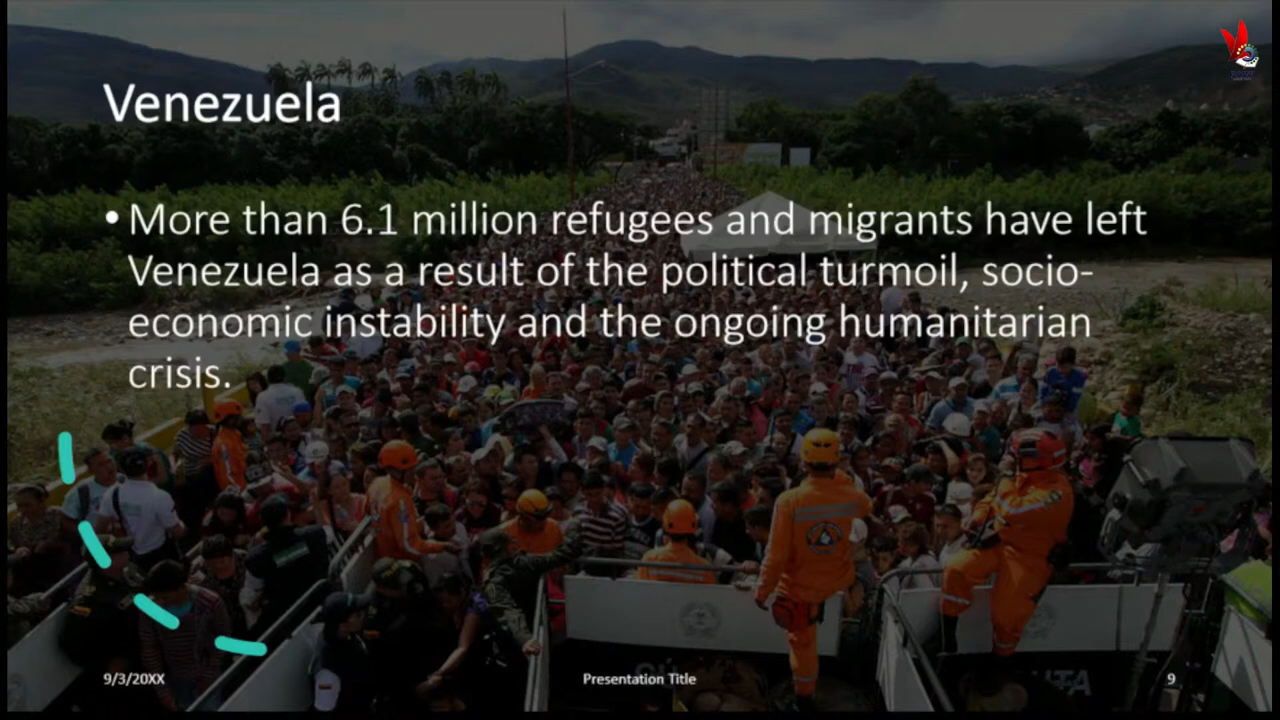 Venezuela
• More than 6.1 million refugees and migrants have left
Venezuela as a result of the political turmoil, socio-
economic instability and the ongoing humanitarian
crisis.
9/3/20XX
Presentation Title
9